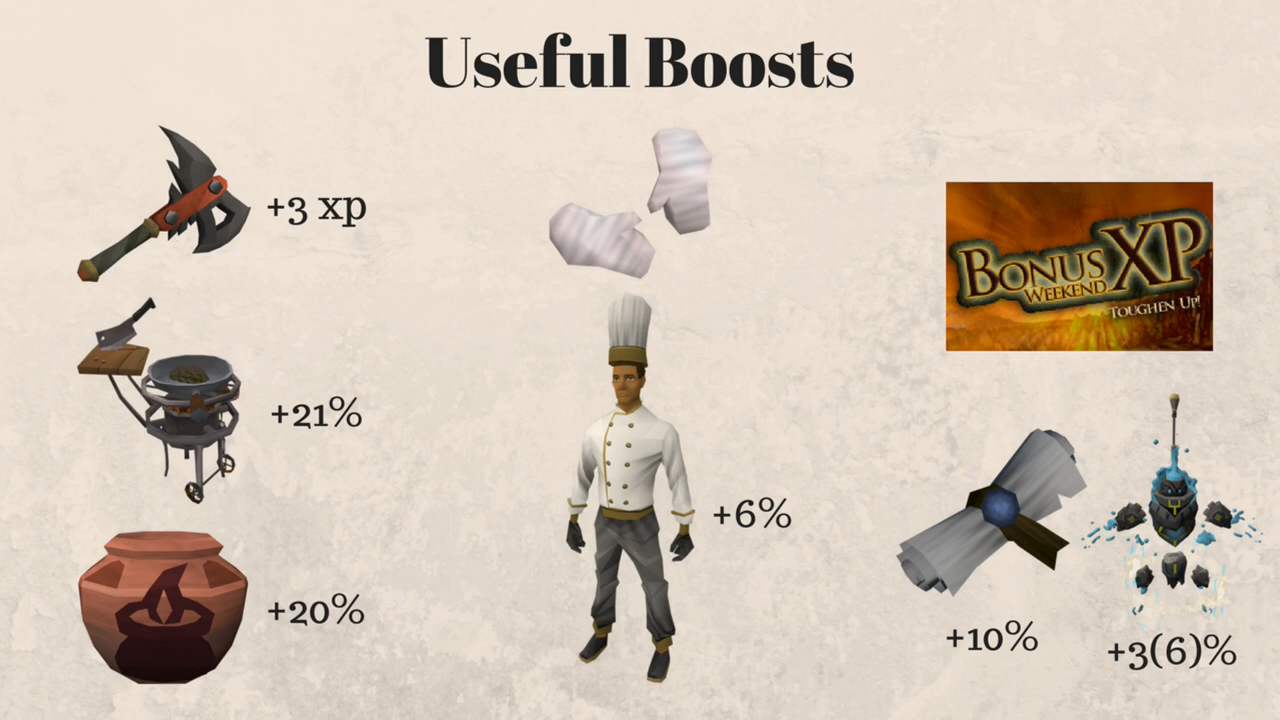 Useful Boosts
+3 xp
+21%
+20%
+6%
BONUS XP
WEEKEND
TOUGHEN UP!
+10%
+3(6)%